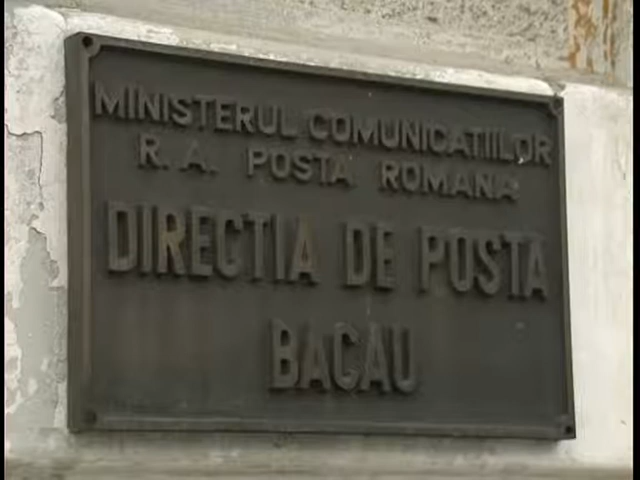 MINISTERUL COMUNICATIILOR
R.A. POSTA ROMANA
DIRECTIA DE POSTA
BACAU